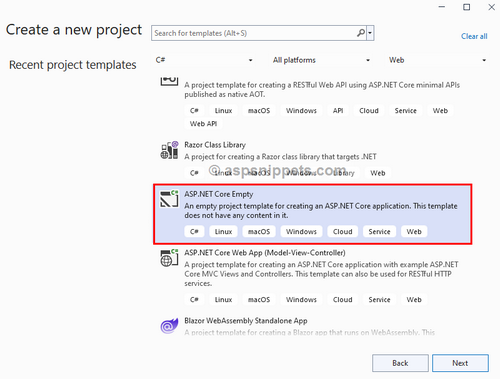 Create a new project
Search for templates (Alt+S)
Clear all
Recent project templates
C# All platforms Web
A project template for creating a RESTful Web API using ASP.NET Core minimal APIs
published as native AOT.
C# Linux macOS Windows API Cloud Service Web
Web API
Razor Class Library
A project for creating a Razor class library that targets .NET
C# Linux macOS Windows Library Web
© aspsnippets.com
ASP.NET Core Empty
An empty project template for creating an ASP.NET Core application. This template
does not have any content in it.
C# Linux macOS Windows Cloud Service Web
ASP.NET Core Web App (Model-View-Controller)
A project template for creating an ASP.NET Core application with example ASP.NET
Core MVC Views and Controllers. This template can also be used for RESTful HTTP
services.
C# Linux macOS Windows Cloud Service Web
Blazor WebAssembly Standalone App
A project template for creating a Blazor app that runs on WebAssembly. This
Back Next